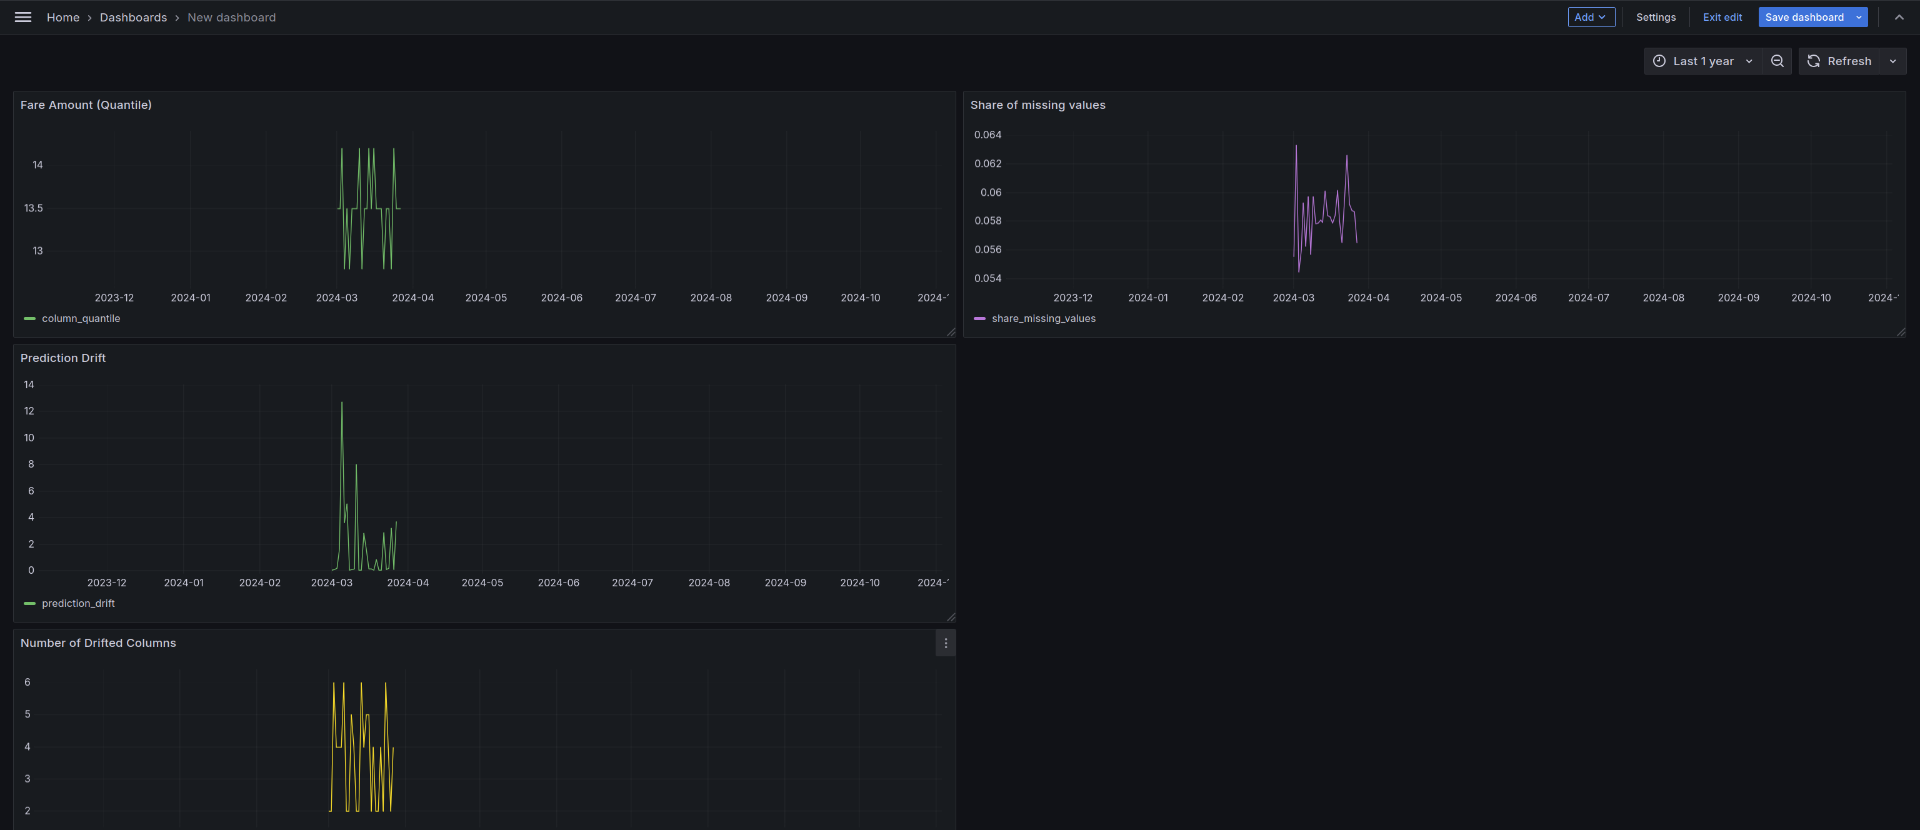 Home › Dashboards › New dashboard
Add
Settings
Exit edit
Save dashboard
Last 1 year
Refresh
Fare Amount (Quantile)
14
13.5
13
2023-12 2024-01 2024-02 2024-03 2024-04 2024-05 2024-06 2024-07 2024-08 2024-09 2024-10 2024-
column_quantile
Share of missing values
0.064
0.062
0.06
0.058
0.056
0.054
2023-12 2024-01 2024-02 2024-03 2024-04 2024-05 2024-06 2024-07 2024-08 2024-09 2024-10 2024-
share_missing_values
Prediction Drift
14
12
10
8
6
4
2
0
2023-12 2024-01 2024-02 2024-03 2024-04 2024-05 2024-06 2024-07 2024-08 2024-09 2024-10 2024-
prediction_drift
Number of Drifted Columns
6
5
4
3
2